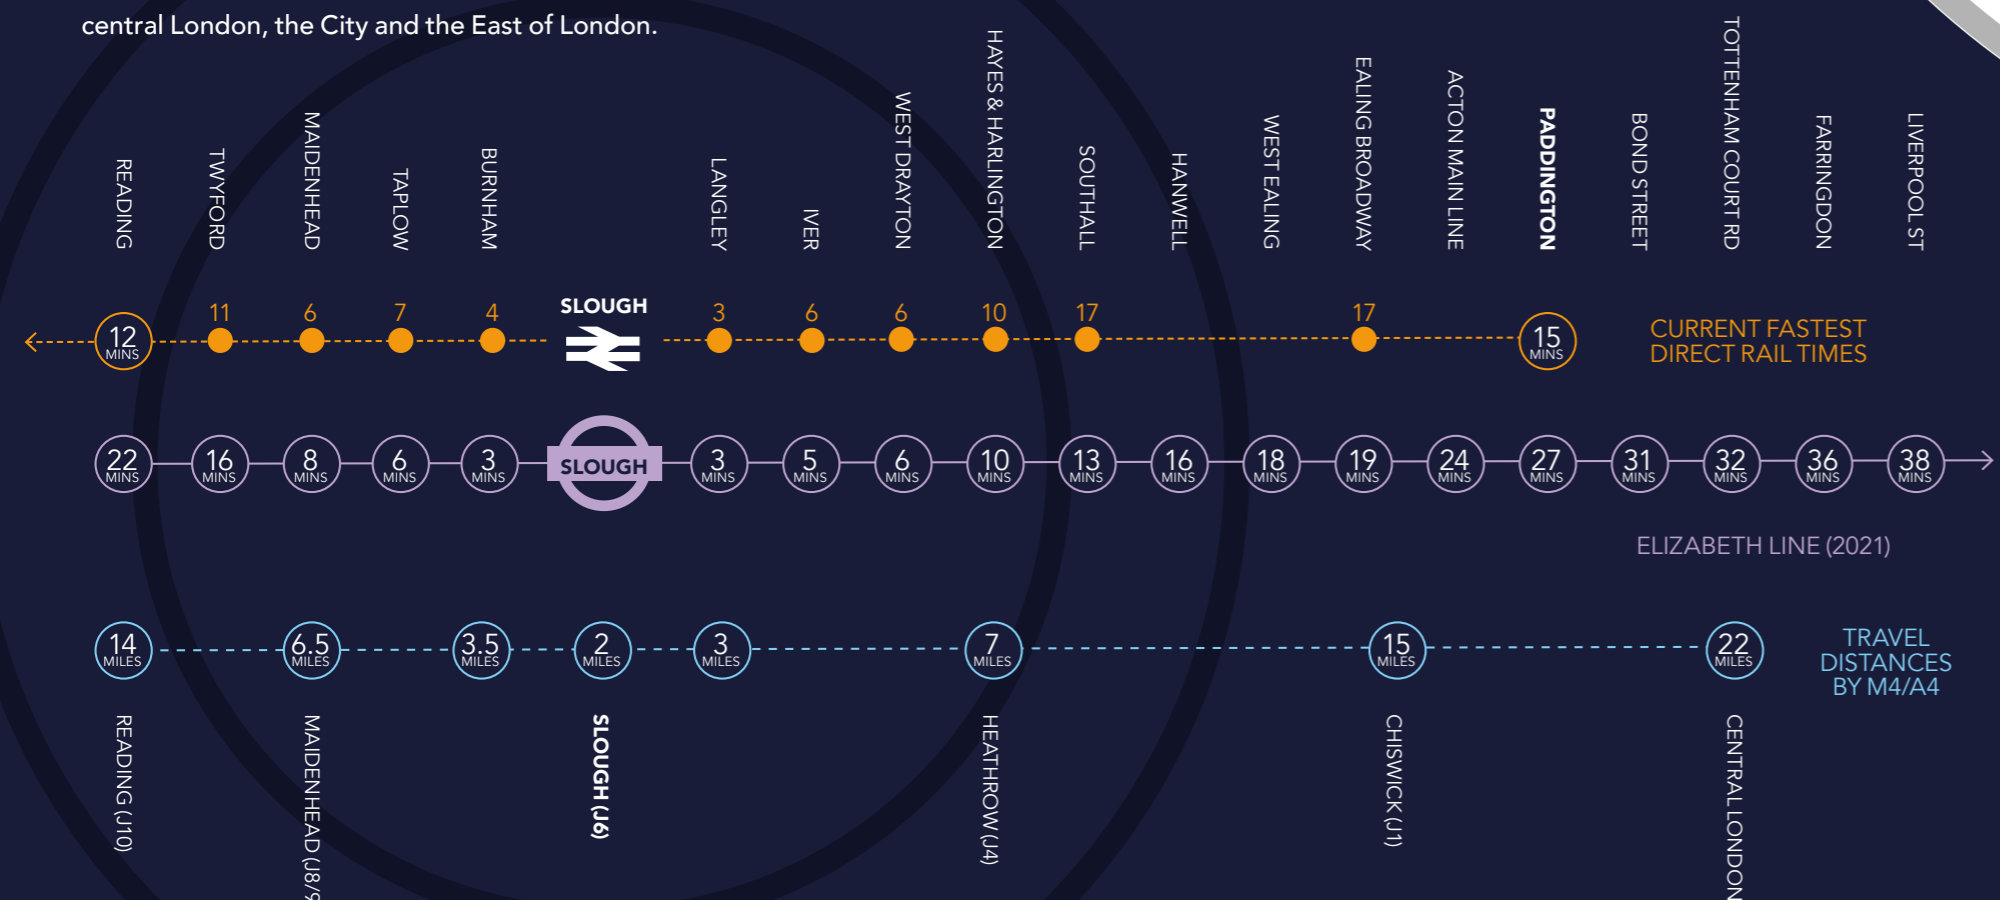 central London, the City and the East of London.
READING
TWYFORD
MAIDENHEAD
TAPLOW
BURNHAM
LANGLEY
IVER
WEST DRAYTON
HAYES & HARLINGTON
SOUTHALL
HANWELL
WEST EALING
EALING BROADWAY
ACTON MAIN LINE
PADDINGTON
BOND STREET
TOTTENHAM COURT RD
FARRINGDON
LIVERPOOL ST
12 MINS
11
6
7
4
SLOUGH
3
6
6
10
17
17
15 MINS
CURRENT FASTEST
DIRECT RAIL TIMES
22 MINS
16 MINS
8 MINS
6 MINS
3 MINS
SLOUGH
3 MINS
5 MINS
6 MINS
10 MINS
13 MINS
16 MINS
18 MINS
19 MINS
24 MINS
27 MINS
31 MINS
32 MINS
36 MINS
38 MINS
ELIZABETH LINE (2021)
14 MILES
6.5 MILES
3.5 MILES
2 MILES
3 MILES
7 MILES
15 MILES
22 MILES
TRAVEL
DISTANCES
BY M4/A4
READING (J10)
MAIDENHEAD (J8/9
SLOUGH (J6)
HEATHROW (J4)
CHISWICK (J1)
CENTRAL LONDON